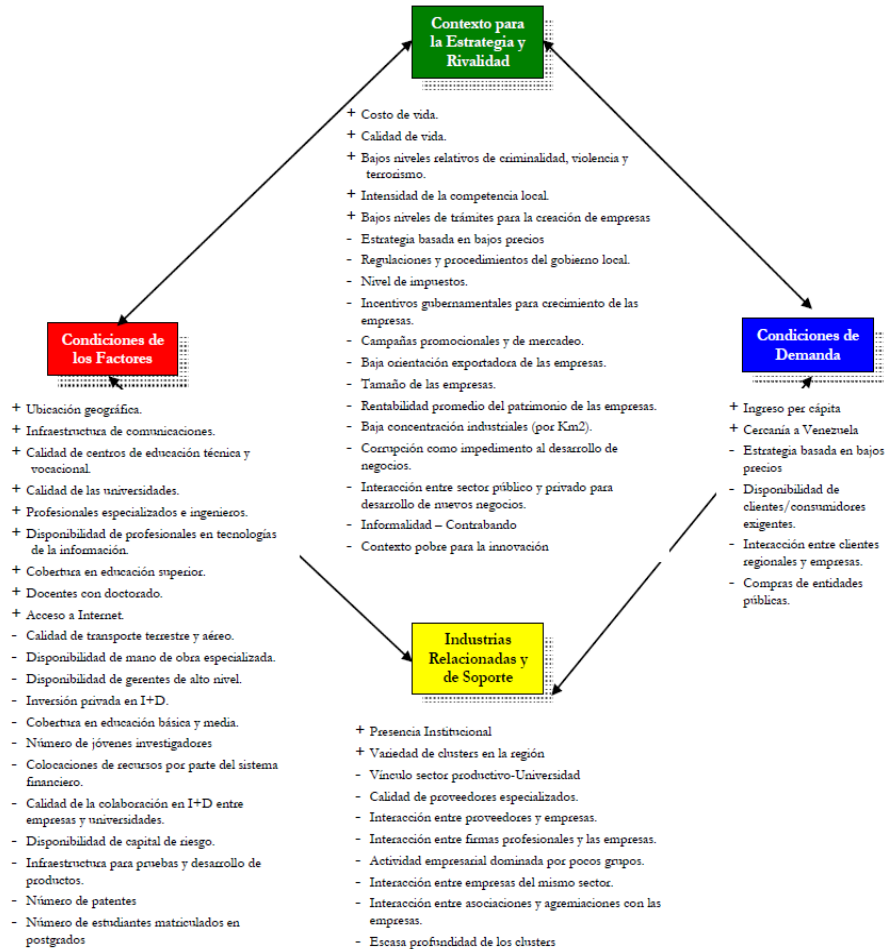 Contexto para
la Estrategia y
Rivalidad
+ Costo de vida.
+ Calidad de vida.
+ Bajos niveles relativos de criminalidad, violencia y
terrorismo.
+ Intensidad de la competencia local.
+ Bajos niveles de trámites para la creación de empresas
- Estrategia basada en bajos precios
- Regulaciones y procedimientos del gobierno local.
- Nivel de impuestos.
- Incentivos gubernamentales para crecimiento de las
empresas.
- Campañas promocionales y de mercadeo.
- Baja orientación exportadora de las empresas.
- Tamaño de las empresas.
- Rentabilidad promedio del patrimonio de las empresas.
- Baja concentración industriales (por Km2).
- Corrupción como impedimento al desarrollo de
negocios.
- Interacción entre sector público y privado para
desarrollo de nuevos negocios.
- Informalidad – Contrabando
- Contexto pobre para la innovación
Condiciones de
los Factores
+ Ubicación geográfica.
+ Infraestructura de comunicaciones.
+ Calidad de centros de educación técnica y
vocacional.
+ Calidad de las universidades.
+ Profesionales especializados e ingenieros.
+ Disponibilidad de profesionales en tecnologías
de la información.
+ Cobertura en educación superior.
+ Docentes con doctorado.
+ Acceso a Internet.
- Calidad de transporte terrestre y aéreo.
- Disponibilidad de mano de obra especializada.
- Disponibilidad de gerentes de alto nivel.
- Inversión privada en I+D.
- Cobertura en educación básica y media.
- Número de jóvenes investigadores
- Colocaciones de recursos por parte del sistema
financiero.
- Calidad de la colaboración en I+D entre
empresas y universidades.
- Disponibilidad de capital de riesgo.
- Infraestructura para pruebas y desarrollo de
productos.
- Número de patentes
- Número de estudiantes matriculados en
postgrados
Condiciones de
Demanda
+ Ingreso per cápita
+ Cercanía a Venezuela
- Estrategia basada en bajos
precios
- Disponibilidad de
clientes/consumidores
exigentes.
- Interacción entre clientes
regionales y empresas.
- Compras de entidades
públicas.
Industrias
Relacionadas y
de Soporte
+ Presencia Institucional
+ Variedad de clusters en la región
- Vínculo sector productivo-Universidad
- Calidad de proveedores especializados.
- Interacción entre proveedores y empresas.
- Interacción entre firmas profesionales y las empresas.
- Actividad empresarial dominada por pocos grupos.
- Interacción entre empresas del mismo sector.
- Interacción entre asociaciones y agremiaciones con las
empresas.
- Escasa profundidad de los clusters